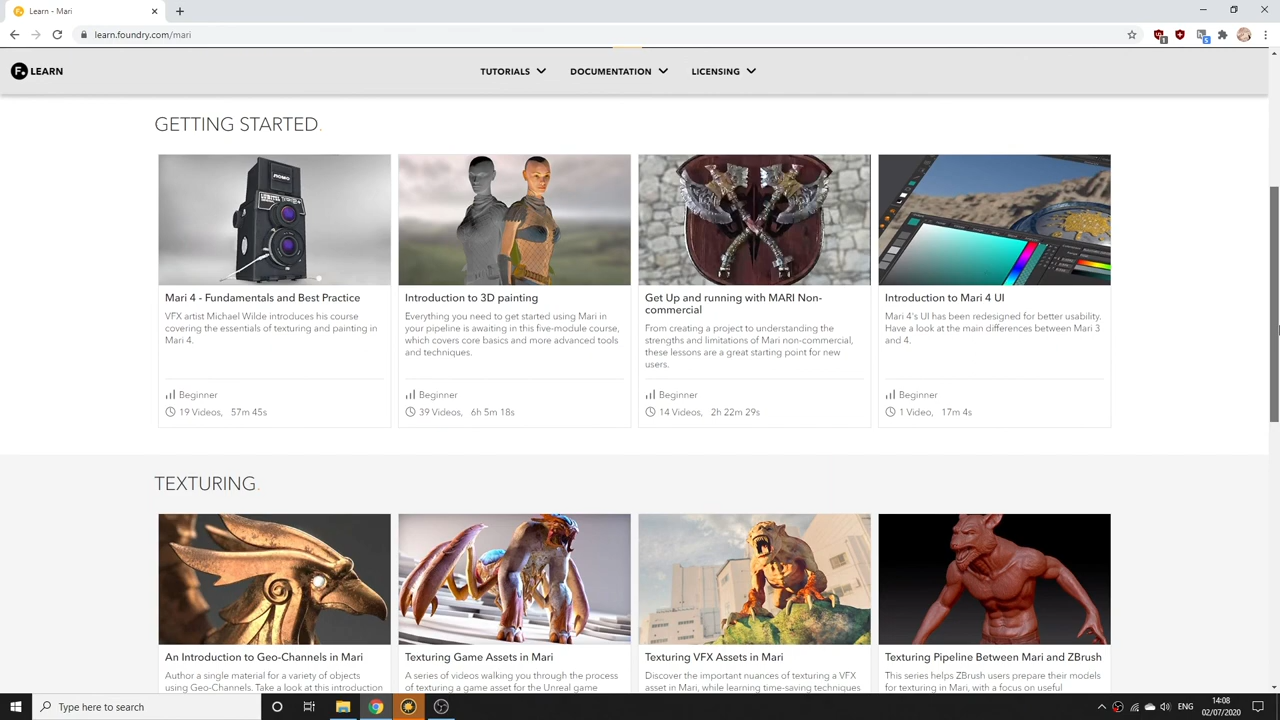 Learn - Mari
learn.foundry.com/mari
LEARN
TUTORIALS
DOCUMENTATION
LICENSING
GETTING STARTED.
Mari 4 - Fundamentals and Best Practice
VFX artist Michael Wilde introduces his course
covering the essentials of texturing and painting in
Mari 4.
Beginner
19 Videos, 57m 45s
Introduction to 3D painting
Everything you need to get started using Mari in
your pipeline is awaiting in this five-module course,
which covers core basics and more advanced tools
and techniques.
Beginner
39 Videos, 6h 5m 18s
Get Up and running with MARI Non-
commercial
From creating a project to understanding the
strengths and limitations of Mari non-commercial,
these lessons are a great starting point for new
users.
Beginner
14 Videos, 2h 22m 29s
Introduction to Mari 4 UI
Mari 4's UI has been redesigned for better usability.
Have a look at the main differences between Mari 3
and 4.
Beginner
1 Video, 17m 4s
TEXTURING.
An Introduction to Geo-Channels in Mari
Author a single material for a variety of objects
using Geo-Channels. Take a look at this introduction
Texturing Game Assets in Mari
A series of videos walking you through the process
of texturing a game asset for the Unreal game
Texturing VFX Assets in Mari
Discover the important nuances of texturing a VFX
asset in Mari, while learning time-saving techniques
Texturing Pipeline Between Mari and ZBrush
This series helps ZBrush users prepare their models
for texturing in Mari, with a focus on useful
Type here to search
ENG
14:08
02/07/2020